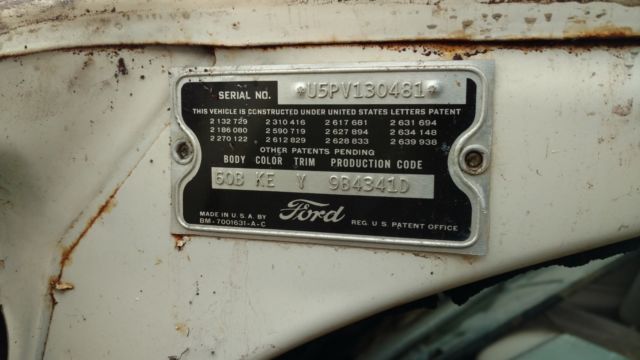 SERIAL NO. *U5PV130481*
THIS VEHICLE IS CONSTRUCTED UNDER UNITED STATES LETTERS PATENT
2 132 729 2 310 416 2 617 681 2 631 694
2 186 080 2 590 719 2 627 894 2 634 148
2 270 122 2 612 829 2 628 833 2 639 938
OTHER PATENTS PENDING
BODY COLOR TRIM PRODUCTION CODE
60B KE Y 9B4341D
MADE IN U.S.A. BY
BM-7001631-A-C
Ford
REG. U.S. PATENT OFFICE